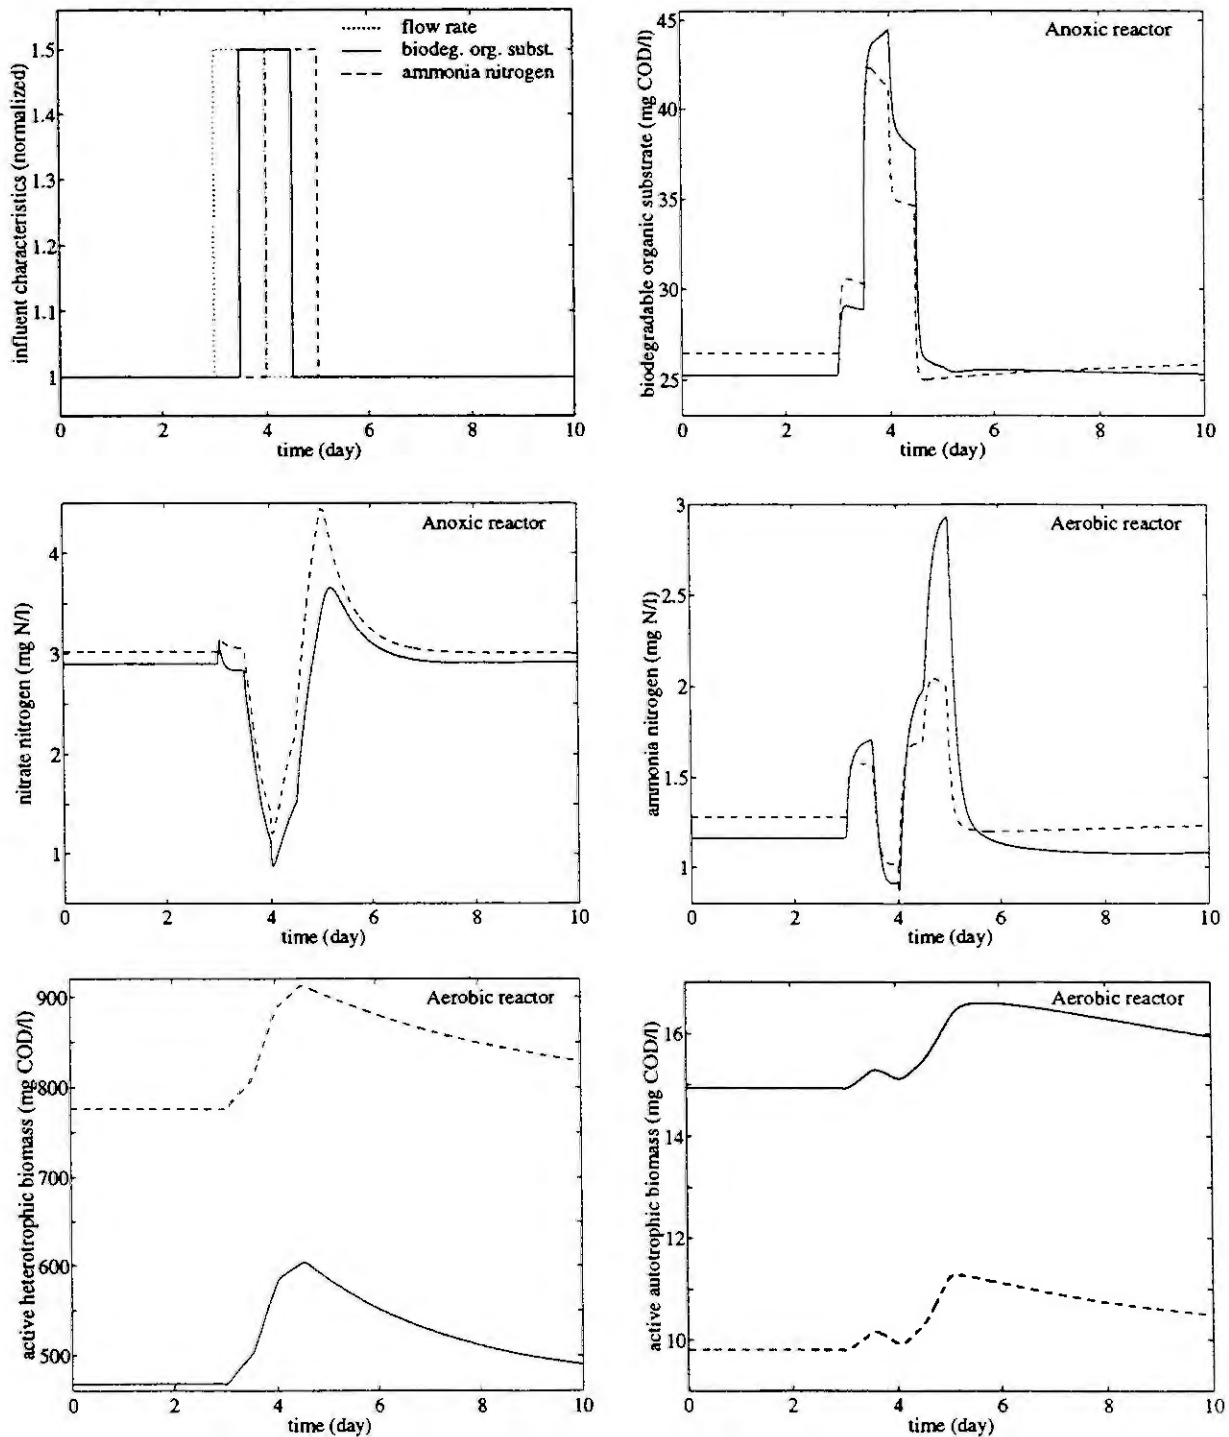 flow rate
biodeg. org. subst.
ammonia nitrogen
influent characteristics (normalized)
1.5
1.4
1.3
1.2
1.1
1
0 2 4 6 8 10
time (day)
Anoxic reactor
biodegradable organic substrate (mg COD/l)
45
40
35
30
25
0 2 4 6 8 10
time (day)
Anoxic reactor
nitrate nitrogen (mg N/l)
4
3
2
1
0 2 4 6 8 10
time (day)
Aerobic reactor
ammonia nitrogen (mg N/l)
3
2.5
2
1.5
1
0 2 4 6 8 10
time (day)
Aerobic reactor
active heterotrophic biomass (mg COD/l)
900
800
700
600
500
0 2 4 6 8 10
time (day)
Aerobic reactor
active autotrophic biomass (mg COD/l)
16
14
12
10
0 2 4 6 8 10
time (day)